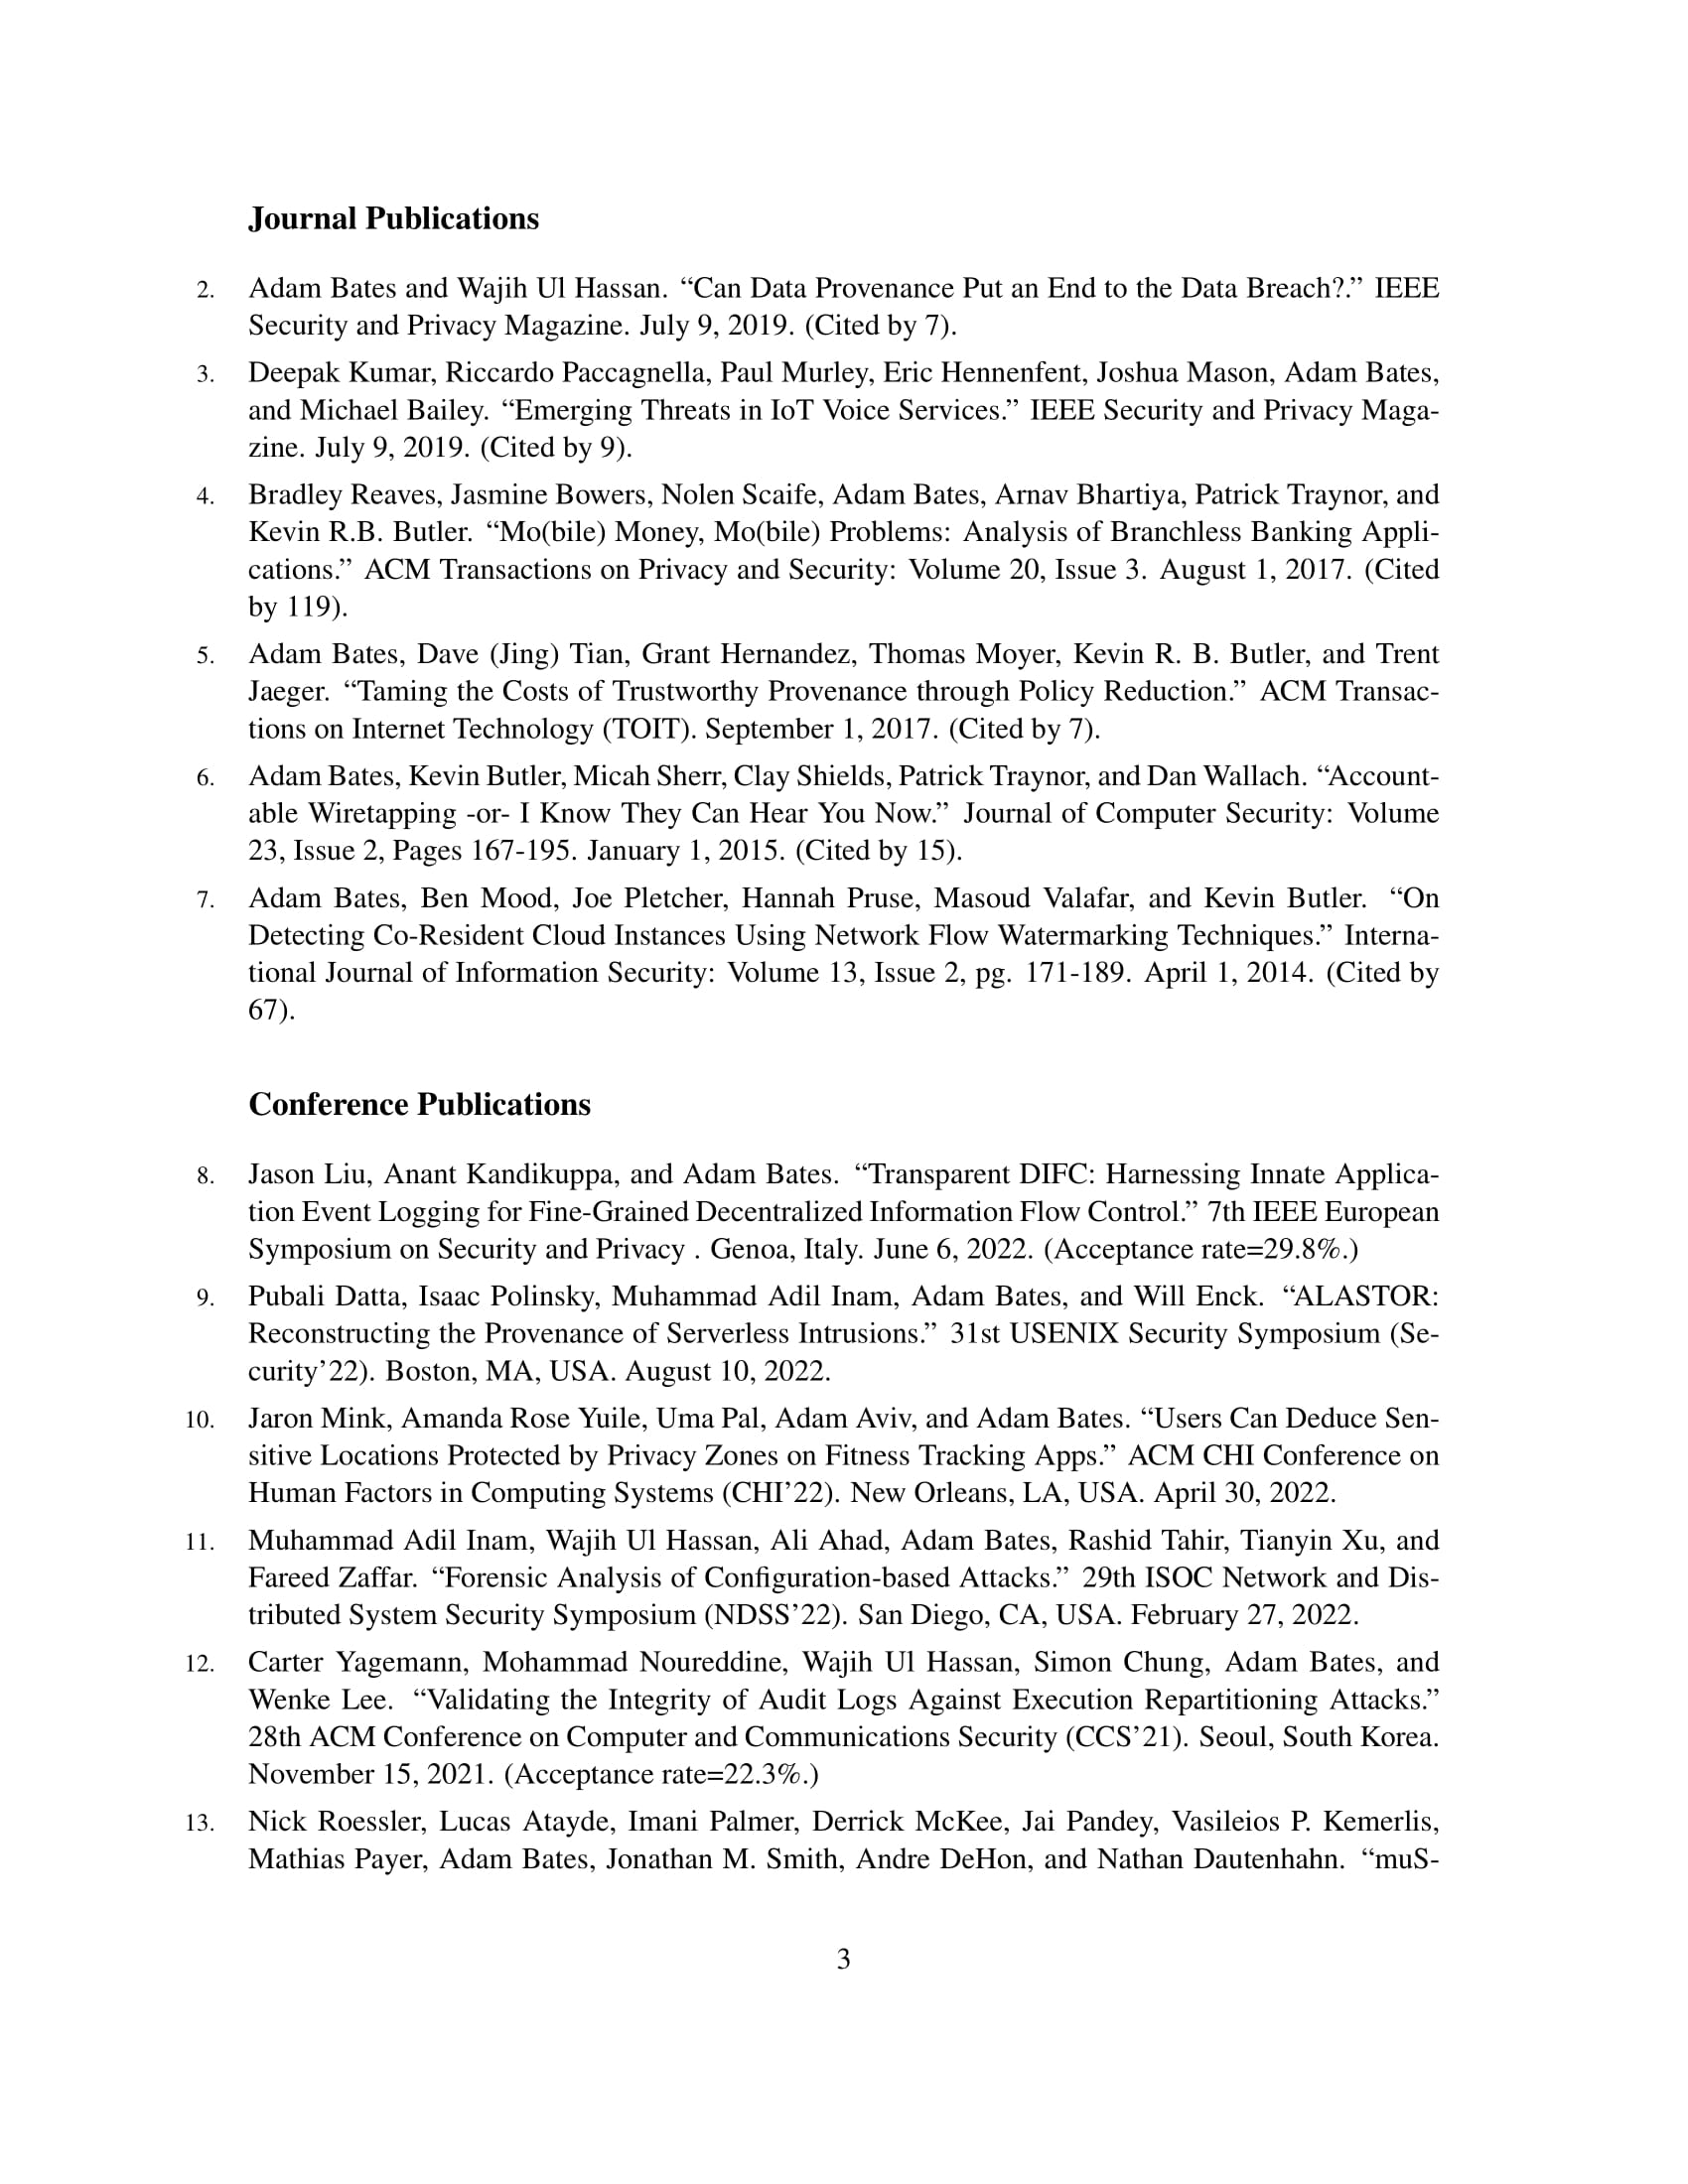 Journal Publications
2. Adam Bates and Wajih Ul Hassan. “Can Data Provenance Put an End to the Data Breach?.” IEEE
Security and Privacy Magazine. July 9, 2019. (Cited by 7).
3. Deepak Kumar, Riccardo Paccagnella, Paul Murley, Eric Hennenfent, Joshua Mason, Adam Bates,
and Michael Bailey. “Emerging Threats in IoT Voice Services.” IEEE Security and Privacy Maga-
zine. July 9, 2019. (Cited by 9).
4. Bradley Reaves, Jasmine Bowers, Nolen Scaife, Adam Bates, Arnav Bhartiya, Patrick Traynor, and
Kevin R.B. Butler. “Mo(bile) Money, Mo(bile) Problems: Analysis of Branchless Banking Appli-
cations.” ACM Transactions on Privacy and Security: Volume 20, Issue 3. August 1, 2017. (Cited
by 119).
5. Adam Bates, Dave (Jing) Tian, Grant Hernandez, Thomas Moyer, Kevin R. B. Butler, and Trent
Jaeger. “Taming the Costs of Trustworthy Provenance through Policy Reduction.” ACM Transac-
tions on Internet Technology (TOIT). September 1, 2017. (Cited by 7).
6. Adam Bates, Kevin Butler, Micah Sherr, Clay Shields, Patrick Traynor, and Dan Wallach. “Account-
able Wiretapping -or- I Know They Can Hear You Now.” Journal of Computer Security: Volume
23, Issue 2, Pages 167-195. January 1, 2015. (Cited by 15).
7. Adam Bates, Ben Mood, Joe Pletcher, Hannah Pruse, Masoud Valafar, and Kevin Butler. “On
Detecting Co-Resident Cloud Instances Using Network Flow Watermarking Techniques.” Interna-
tional Journal of Information Security: Volume 13, Issue 2, pg. 171-189. April 1, 2014. (Cited by
67).
Conference Publications
8. Jason Liu, Anant Kandikuppa, and Adam Bates. “Transparent DIFC: Harnessing Innate Applica-
tion Event Logging for Fine-Grained Decentralized Information Flow Control.” 7th IEEE European
Symposium on Security and Privacy . Genoa, Italy. June 6, 2022. (Acceptance rate=29.8%.)
9. Pubali Datta, Isaac Polinsky, Muhammad Adil Inam, Adam Bates, and Will Enck. “ALASTOR:
Reconstructing the Provenance of Serverless Intrusions.” 31st USENIX Security Symposium (Se-
curity’22). Boston, MA, USA. August 10, 2022.
10. Jaron Mink, Amanda Rose Yuile, Uma Pal, Adam Aviv, and Adam Bates. “Users Can Deduce Sen-
sitive Locations Protected by Privacy Zones on Fitness Tracking Apps.” ACM CHI Conference on
Human Factors in Computing Systems (CHI’22). New Orleans, LA, USA. April 30, 2022.
11. Muhammad Adil Inam, Wajih Ul Hassan, Ali Ahad, Adam Bates, Rashid Tahir, Tianyin Xu, and
Fareed Zaffar. “Forensic Analysis of Configuration-based Attacks.” 29th ISOC Network and Dis-
tributed System Security Symposium (NDSS’22). San Diego, CA, USA. February 27, 2022.
12. Carter Yagemann, Mohammad Noureddine, Wajih Ul Hassan, Simon Chung, Adam Bates, and
Wenke Lee. “Validating the Integrity of Audit Logs Against Execution Repartitioning Attacks.”
28th ACM Conference on Computer and Communications Security (CCS’21). Seoul, South Korea.
November 15, 2021. (Acceptance rate=22.3%.)
13. Nick Roessler, Lucas Atayde, Imani Palmer, Derrick McKee, Jai Pandey, Vasileios P. Kemerlis,
Mathias Payer, Adam Bates, Jonathan M. Smith, Andre DeHon, and Nathan Dautenhahn. “muS-
3